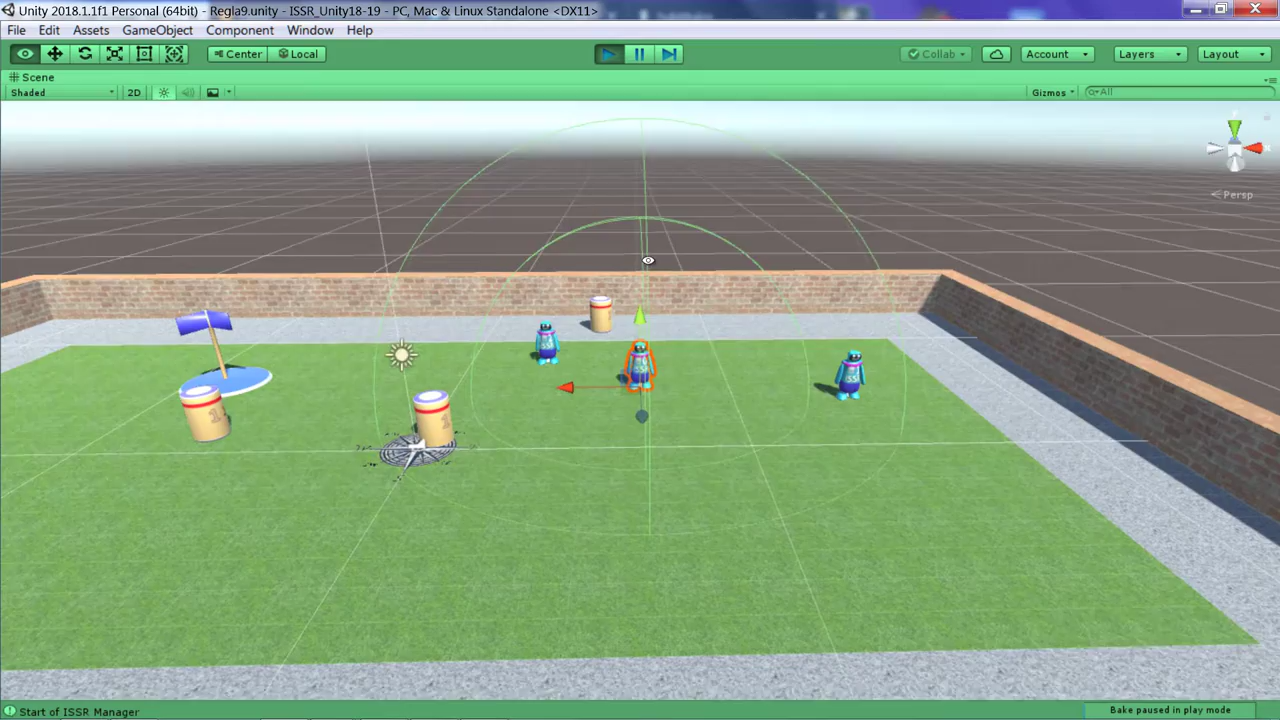 Unity 2018.1.1f1 Personal (64bit) - Regla9.unity - ISSR_Unity18-19 - PC, Mac & Linux Standalone <DX11>
File Edit Assets GameObject Component Window Help
Center Local Collab Account Layers Layout
Scene
Shaded 2D Gizmos All
Persp
1
1
Start of ISSR Manager Bake paused in play mode